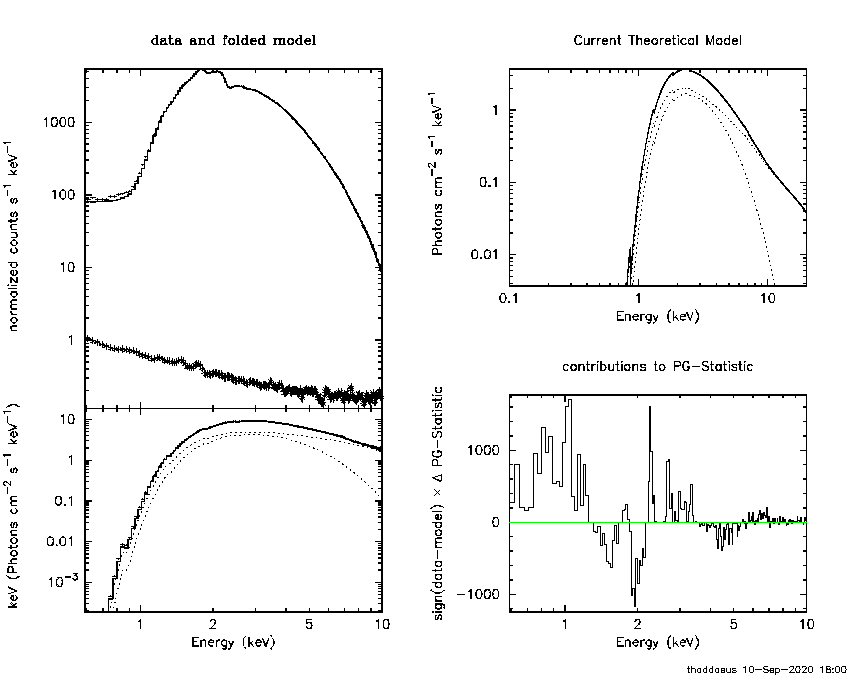 data and folded model
normalized counts s⁻¹ keV⁻¹
1000
100
10
1
keV (Photons cm⁻² s⁻¹ keV⁻¹)
10
1
0.1
0.01
10⁻³
1
2
5
10
Energy (keV)
Current Theoretical Model
Photons cm⁻² s⁻¹ keV⁻¹
1
0.1
0.01
0.1
1
10
Energy (keV)
contributions to PG-Statistic
sign(data-model) × Δ PG-Statistic
1000
0
-1000
1
2
5
10
Energy (keV)
thaddaeus 10-Sep-2020 18:00